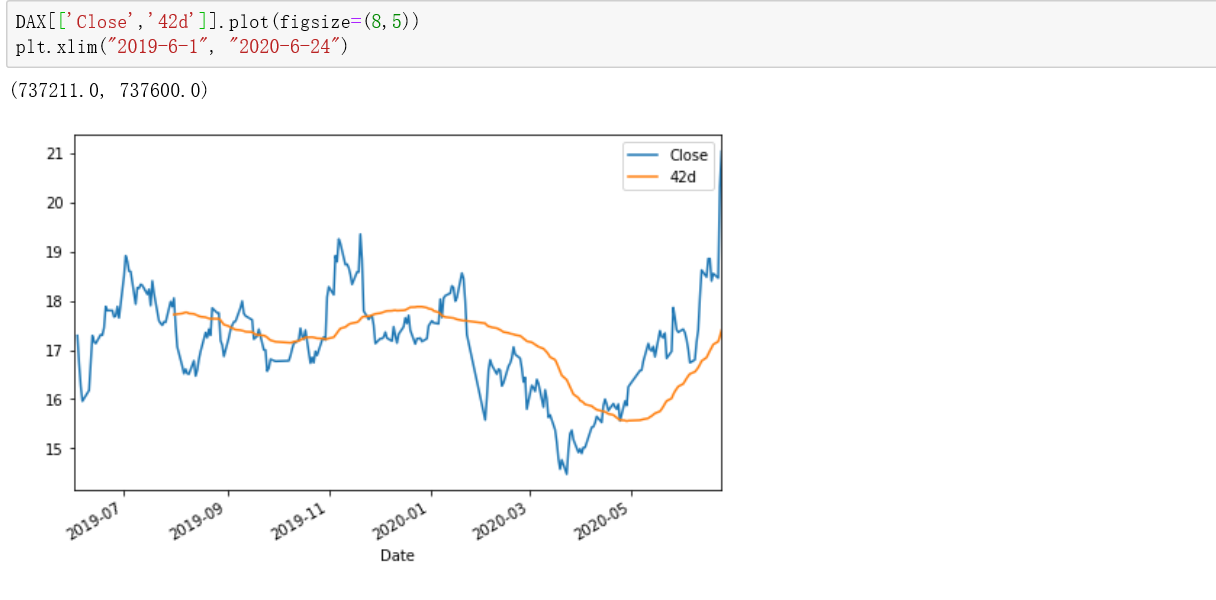 DAX[['Close','42d']].plot(figsize=(8,5))
plt.xlim("2019-6-1", "2020-6-24")
(737211.0, 737600.0)
Close
42d
21
20
19
18
17
16
15
2019-07
2019-09
2019-11
2020-01
2020-03
2020-05
Date